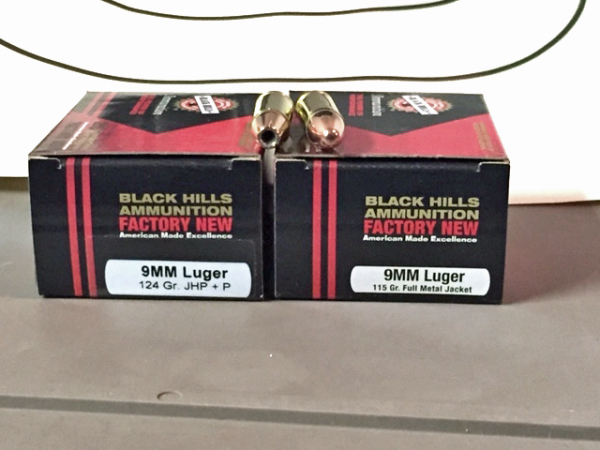 BLACK HILLS
AMMUNITION
FACTORY NEW
American Made Excellence
9MM Luger
124 Gr. JHP + P
BLACK HILLS
AMMUNITION
FACTORY NEW
American Made Excellence
9MM Luger
115 Gr. Full Metal Jacket